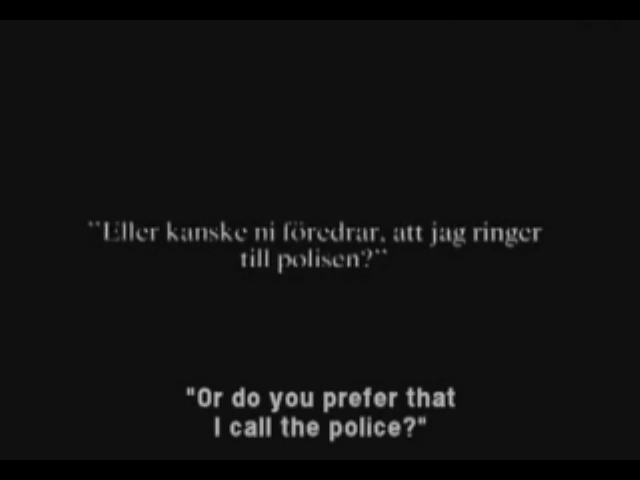 "Eller kanske ni föredrar, att jag ringer
till polisen?"
"Or do you prefer that
I call the police?"